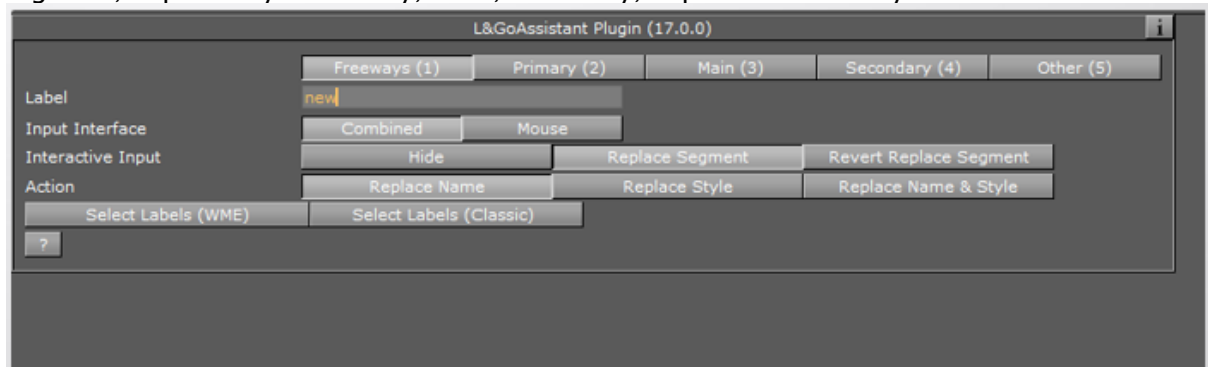 L&GoAssistant Plugin (17.0.0) i
Freeways (1) Primary (2) Main (3) Secondary (4) Other (5)
Label new
Input Interface Combined Mouse
Interactive Input Hide Replace Segment Revert Replace Segment
Action Replace Name Replace Style Replace Name & Style
Select Labels (WME) Select Labels (Classic)
?